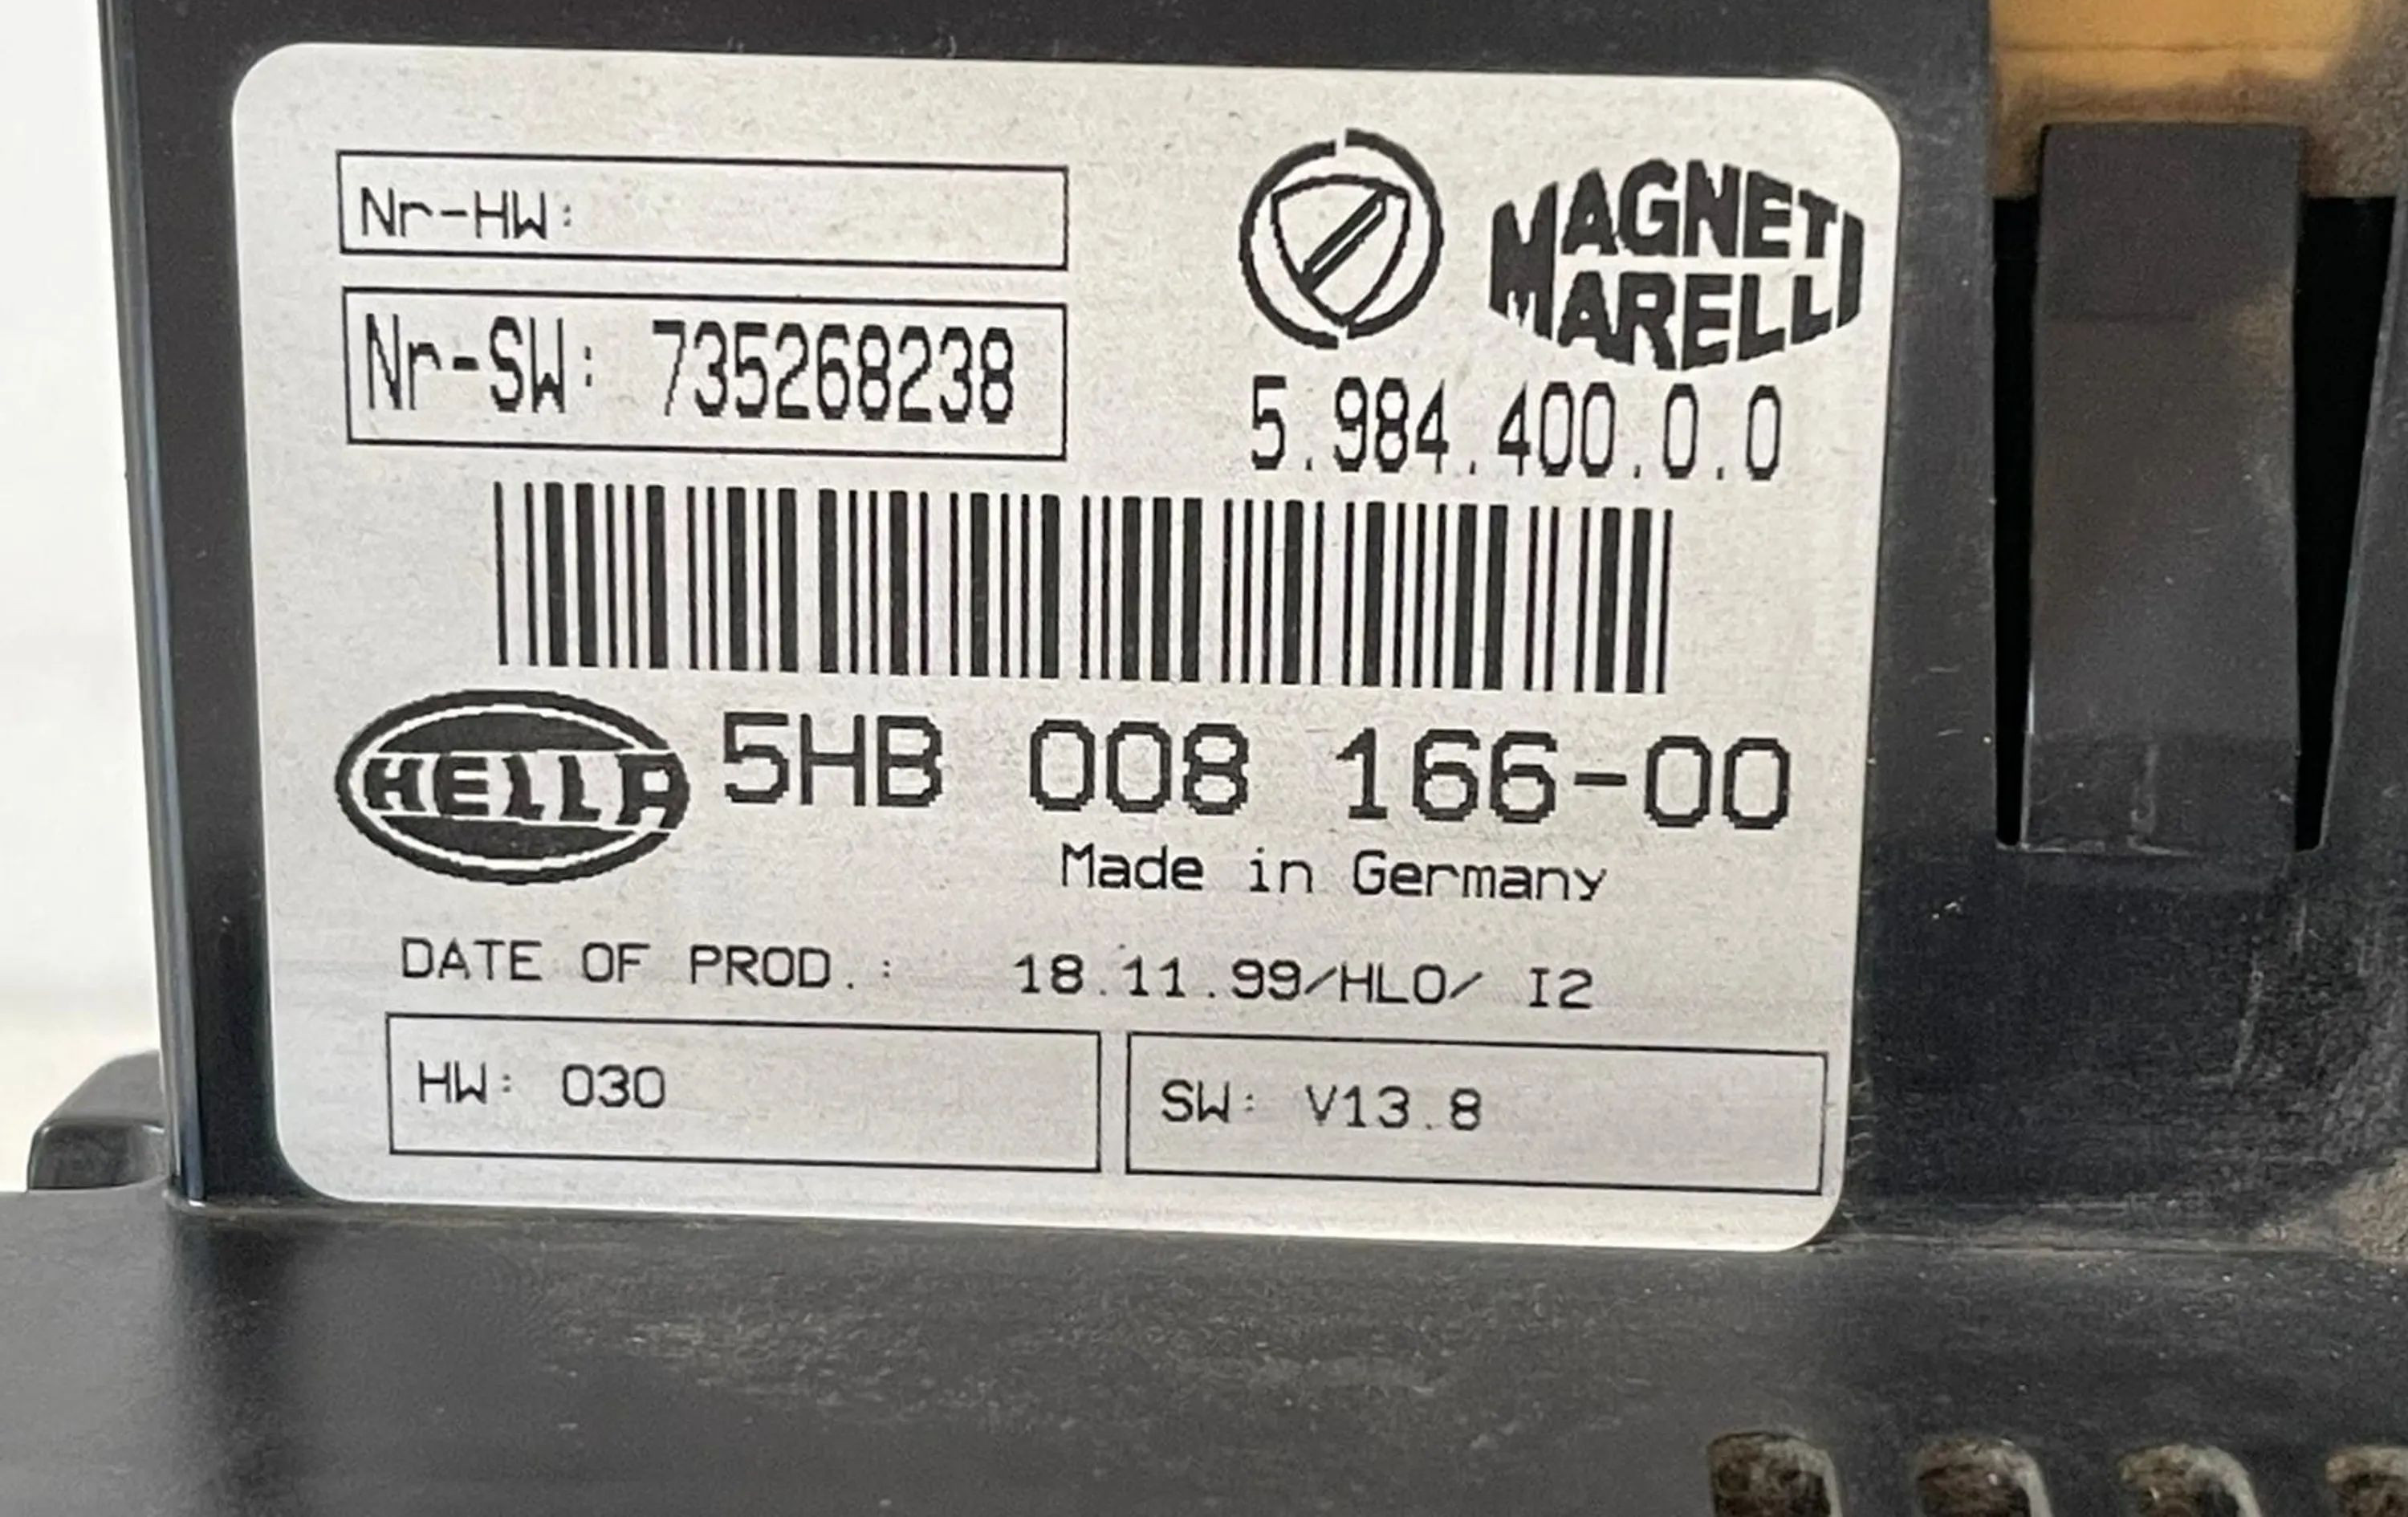 Nr-HW:
Nr-SW: 735268238
MAGNETI
MARELLI
5.984.400.0.0
HELLA
5HB 008 166-00
Made in Germany
DATE OF PROD.: 18.11.99/HLO/ I2
HW: 030
SW: V13.8